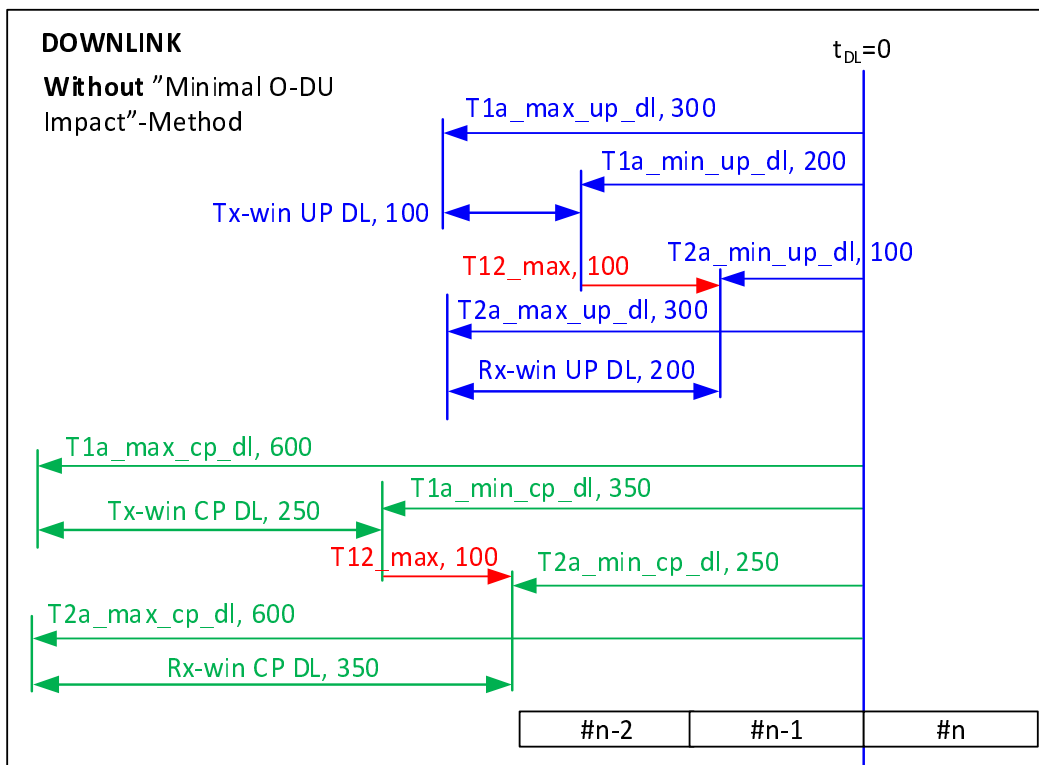 DOWNLINK
Without ”Minimal O-DU
Impact”-Method
tDL=0
T1a_max_up_dl, 300
T1a_min_up_dl, 200
Tx-win UP DL, 100
T2a_min_up_dl, 100
T12_max, 100
T2a_max_up_dl, 300
Rx-win UP DL, 200
T1a_max_cp_dl, 600
T1a_min_cp_dl, 350
Tx-win CP DL, 250
T12_max, 100
T2a_min_cp_dl, 250
T2a_max_cp_dl, 600
Rx-win CP DL, 350
#n-2 #n-1 #n